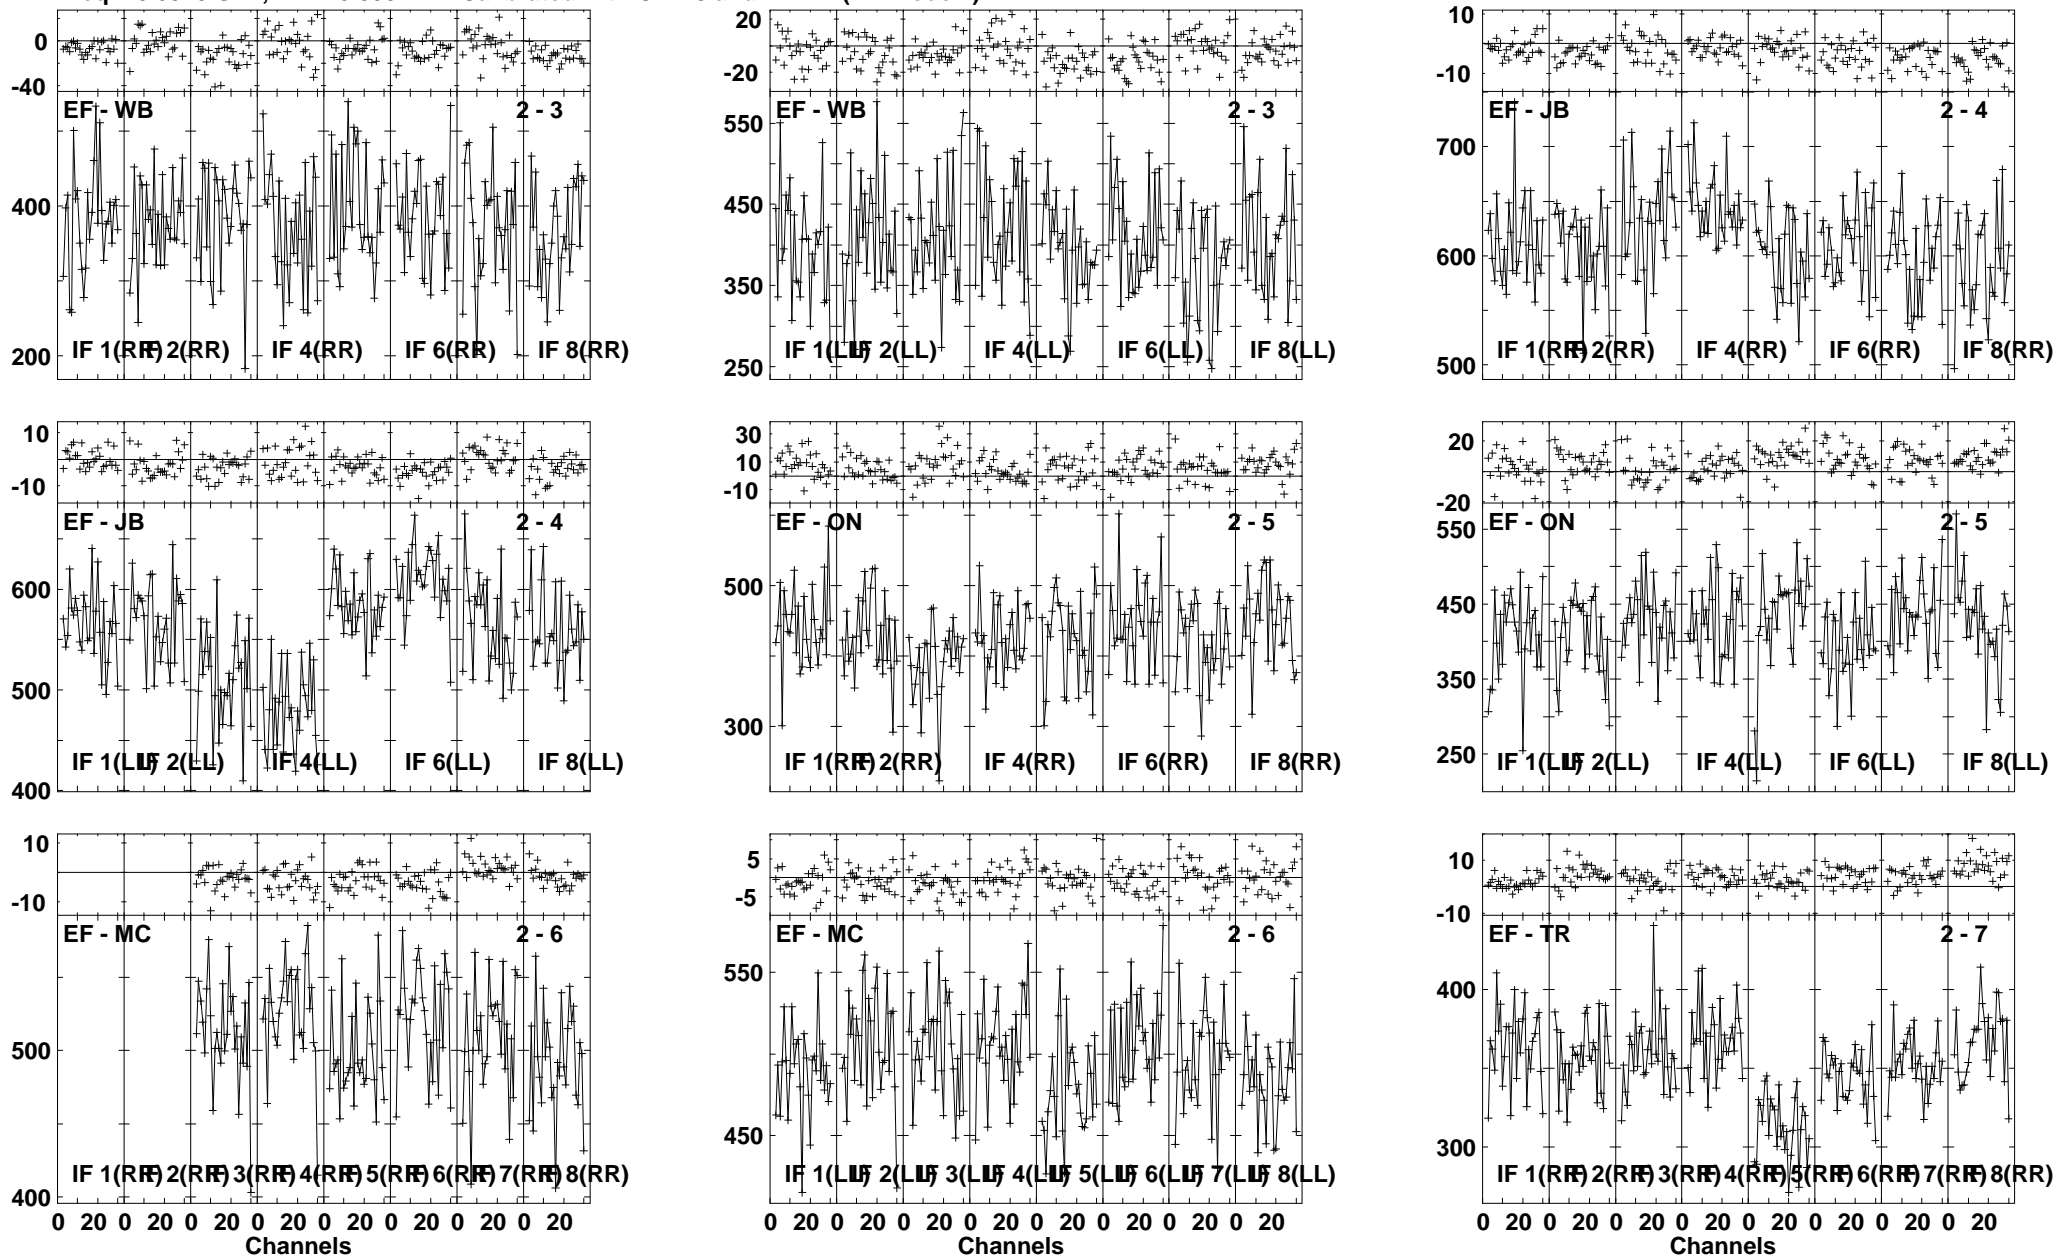 0
-40
EF - WB 2 - 3
400
200
IF 1(RR) IF 2(RR) IF 4(RR) IF 6(RR) IF 8(RR)
20
-20
EF - WB 2 - 3
550
450
350
250
IF 1(LL) IF 2(LL) IF 4(LL) IF 6(LL) IF 8(LL)
10
-10
EF - JB 2 - 4
700
600
500
IF 1(RR) IF 2(RR) IF 4(RR) IF 6(RR) IF 8(RR)
10
-10
EF - JB 2 - 4
600
500
400
IF 1(LL) IF 2(LL) IF 4(LL) IF 6(LL) IF 8(LL)
30
10
-10
EF - ON 2 - 5
500
300
IF 1(RR) IF 2(RR) IF 4(RR) IF 6(RR) IF 8(RR)
20
-20
EF - ON 2 - 5
550
450
350
250
IF 1(LL) IF 2(LL) IF 4(LL) IF 6(LL) IF 8(LL)
10
-10
EF - MC 2 - 6
500
400
IF 1(RR) IF 2(RR) IF 3(RR) IF 4(RR) IF 5(RR) IF 6(RR) IF 7(RR) IF 8(RR)
0 20 0 20 0 20 0 20 0 20 0 20 0 20 0 20
Channels
5
-5
EF - MC 2 - 6
550
450
IF 1(LL) IF 2(LL) IF 3(LL) IF 4(LL) IF 5(LL) IF 6(LL) IF 7(LL) IF 8(LL)
0 20 0 20 0 20 0 20 0 20 0 20 0 20 0 20
Channels
10
-10
EF - TR 2 - 7
400
300
IF 1(RR) IF 2(RR) IF 3(RR) IF 4(RR) IF 5(RR) IF 6(RR) IF 7(RR) IF 8(RR)
0 20 0 20 0 20 0 20 0 20 0 20 0 20 0 20
Channels